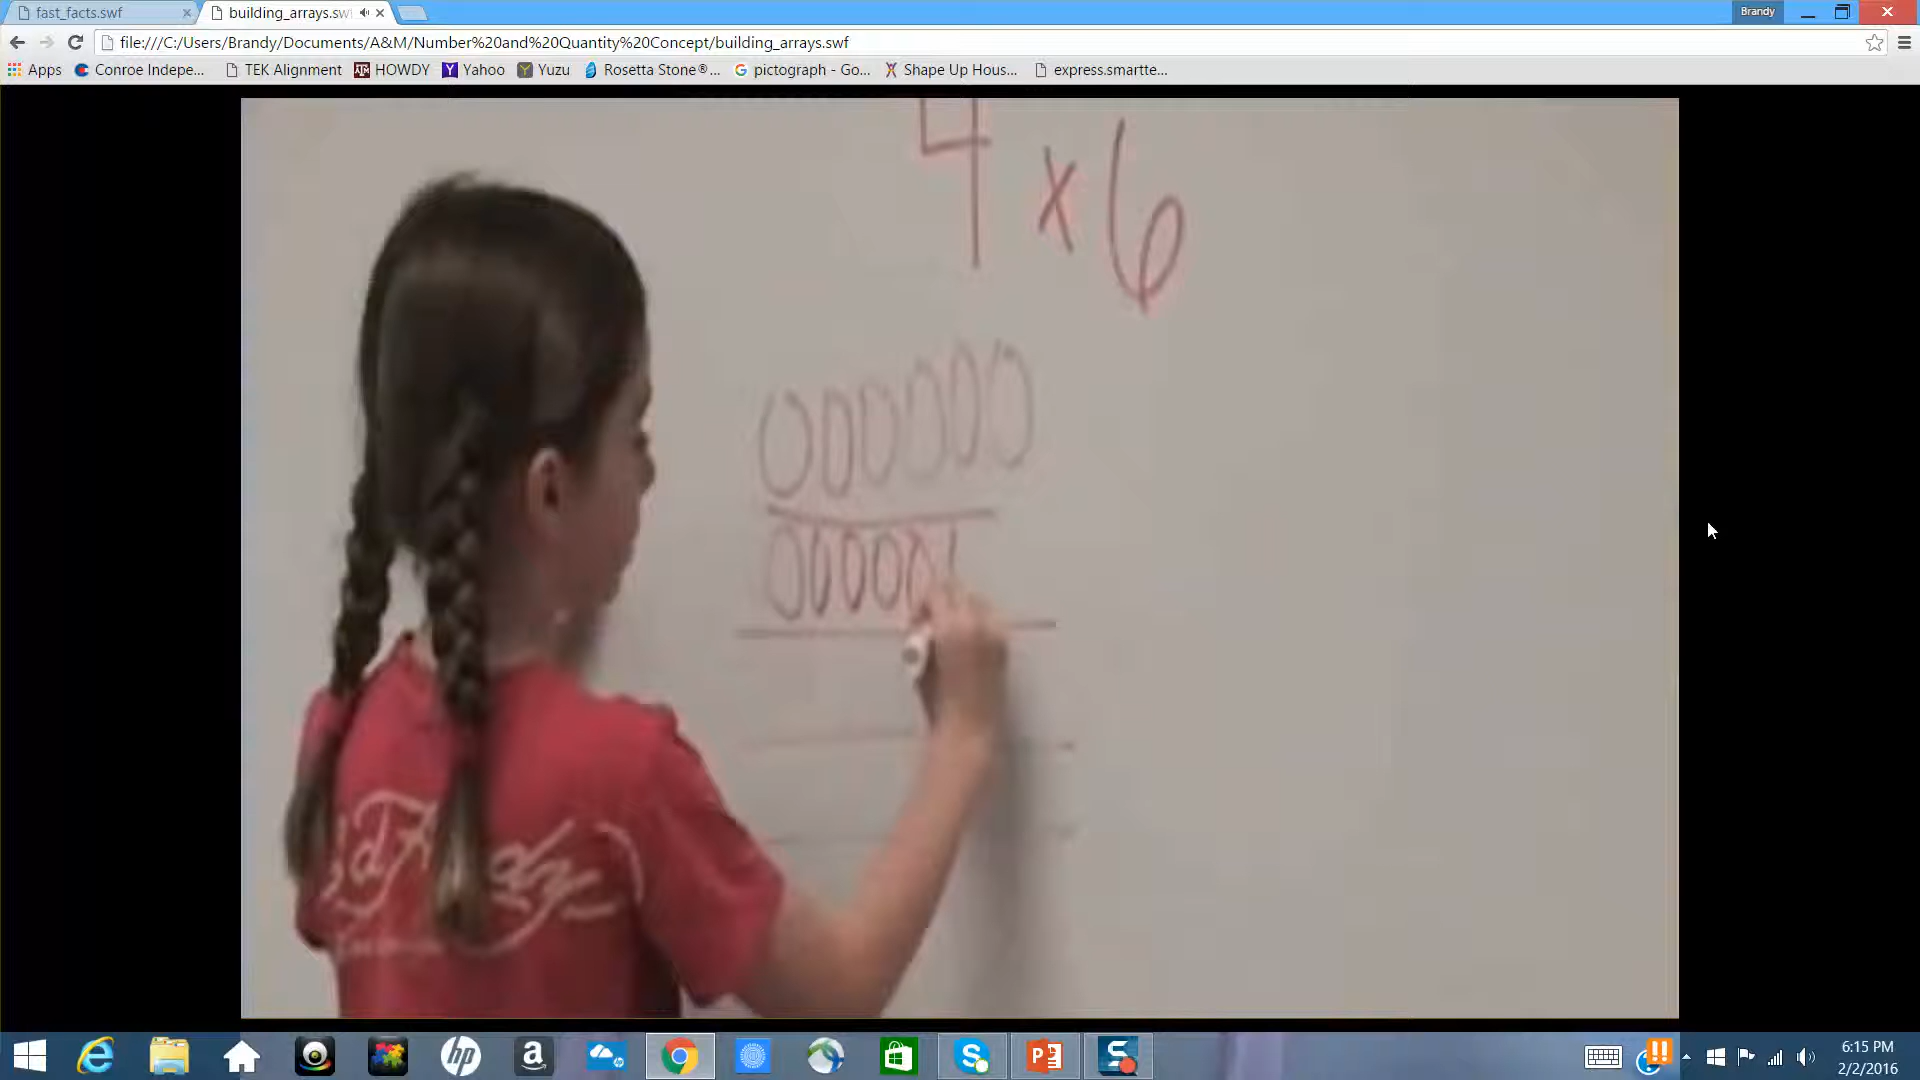 fast_facts.swf
building_arrays.swf
Brandy
file:///C:/Users/Brandy/Documents/A&M/Number%20and%20Quantity%20Concept/building_arrays.swf
Apps
Conroe Indepe...
TEK Alignment
HOWDY
Yahoo
Yuzu
Rosetta Stone®...
pictograph - Go...
Shape Up Hous...
express.smartte...
4 x 6
6:15 PM
2/2/2016